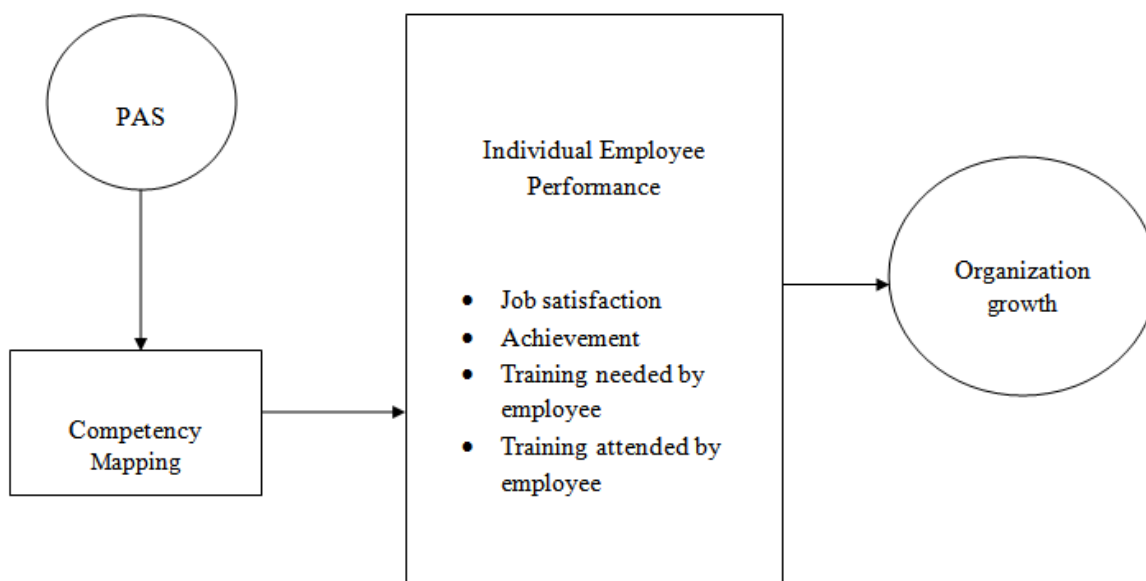 PAS
Competency
Mapping
Individual Employee
Performance
• Job satisfaction
• Achievement
• Training needed by
employee
• Training attended by
employee
Organization
growth